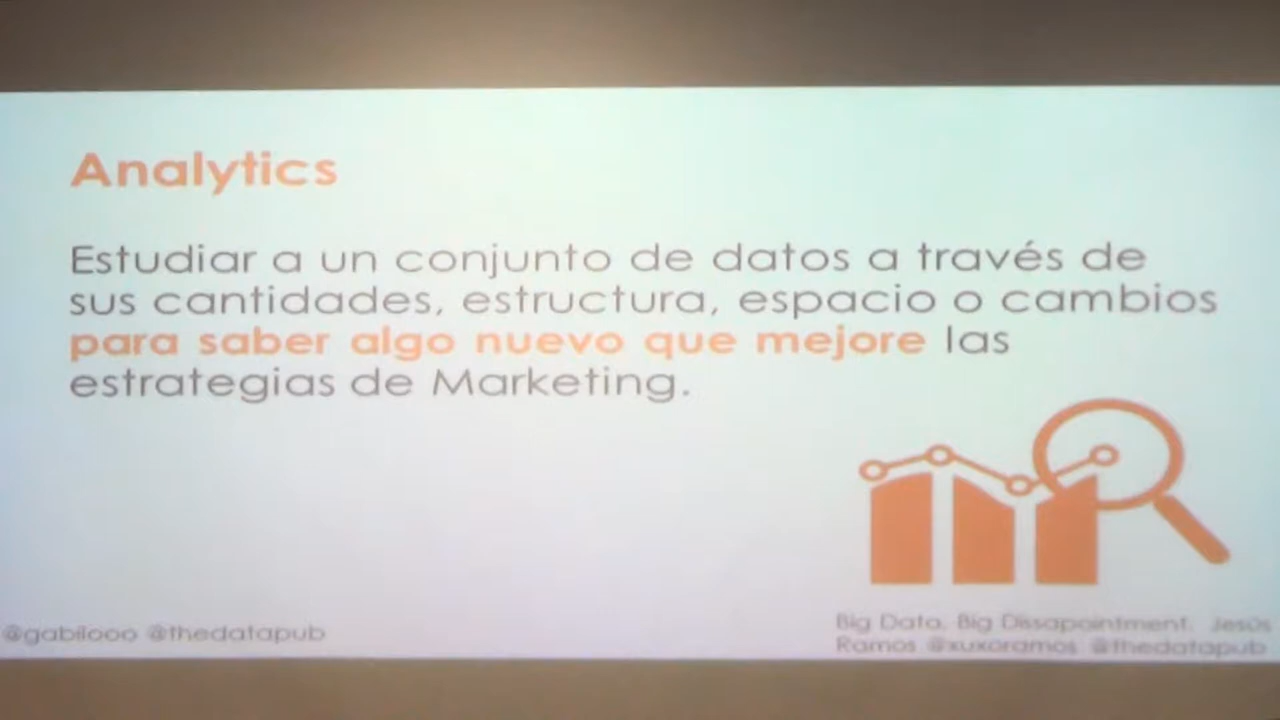 Analytics
Estudiar a un conjunto de datos a través de
sus cantidades, estructura, espacio o cambios
para saber algo nuevo que mejore las
estrategias de Marketing.
@gabilooo @thedatapub
Big Data, Big Dissapointment, Jesús
Ramos @xuxoramos @thedatapub